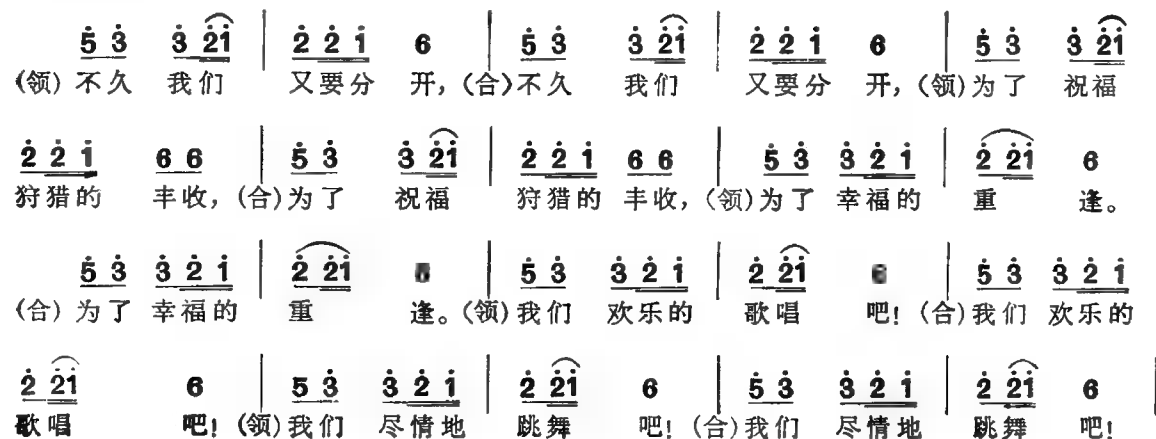 5 3 3 21 | 2 2 1 6 | 5 3 3 21 | 2 2 1 6 | 5 3 3 21
(领)不久 我们 又要分 开,(合)不久 我们 又要分 开,(领)为了 祝福
2 2 1 6 6 | 5 3 3 21 | 2 2 1 6 6 | 5 3 3 2 1 | 2 21 6
狩猎的 丰收,(合)为了 祝福 狩猎的 丰收,(领)为了 幸福的 重 逢。
5 3 3 2 1 | 2 21 | 5 3 3 2 1 | 2 21 | 5 3 3 2 1
(合)为了 幸福的 重 逢。(领)我们 欢乐的 歌唱 吧!(合)我们 欢乐的
2 21 6 | 5 3 3 2 1 | 2 21 6 | 5 3 3 2 1 | 2 21 6
歌唱 吧!(领)我们 尽情地 跳舞 吧!(合)我们 尽情地 跳舞 吧!